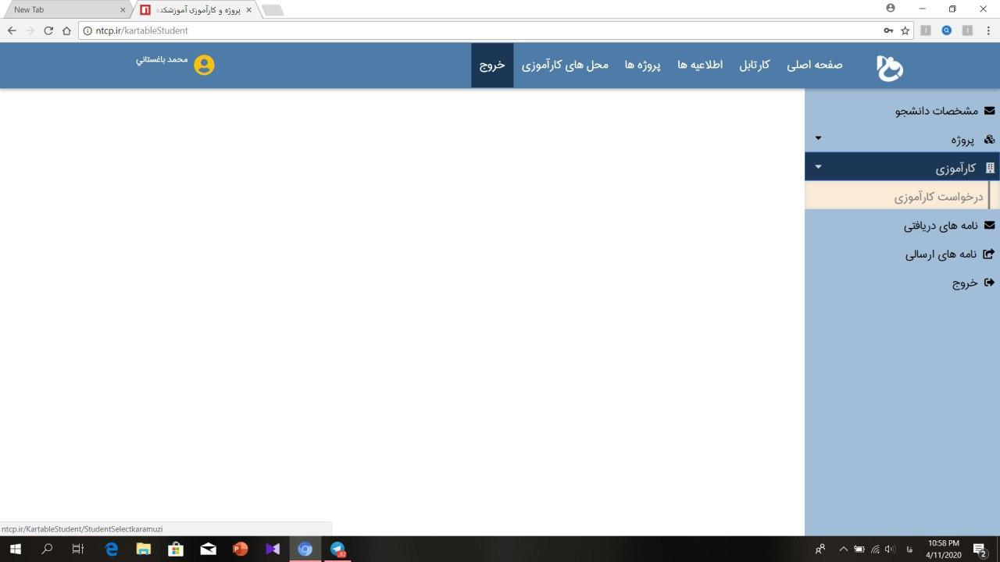 New Tab
پروژه و کارآموزی آموزشکده
ntcp.ir/kartableStudent
صفحه اصلی
کارتابل
اطلاعیه ها
پروژه ها
محل های کارآموزی
خروج
محمد باغستاني
مشخصات دانشجو
پروژه
کارآموزی
درخواست کارآموزی
نامه های دریافتی
نامه های ارسالی
خروج
ntcp.ir/KartableStudent/StudentSelectkaramuzi
فا
10:58 PM
4/11/2020
2